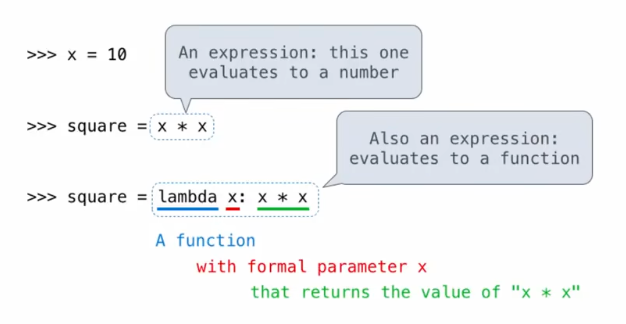 >>> x = 10
An expression: this one
evaluates to a number
>>> square = x * x
Also an expression:
evaluates to a function
>>> square = lambda x: x * x
A function
with formal parameter x
that returns the value of "x * x"